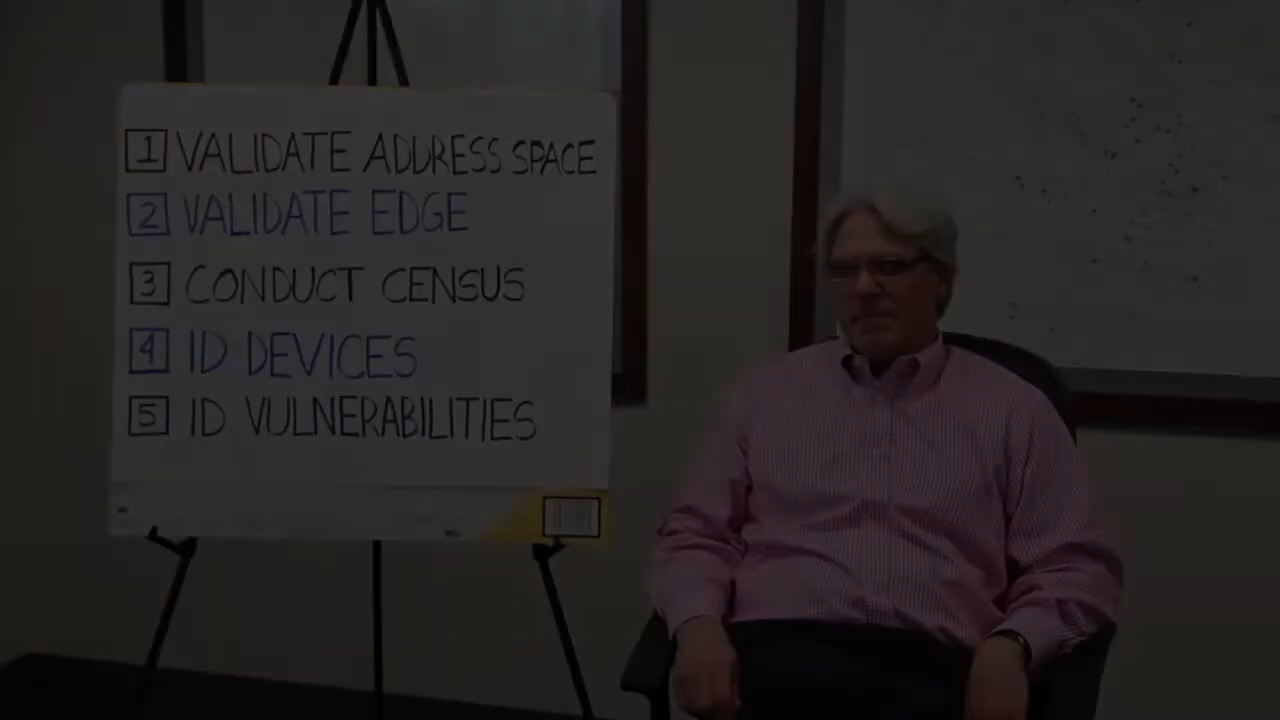 1 VALIDATE ADDRESS SPACE
2 VALIDATE EDGE
3 CONDUCT CENSUS
4 ID DEVICES
5 ID VULNERABILITIES